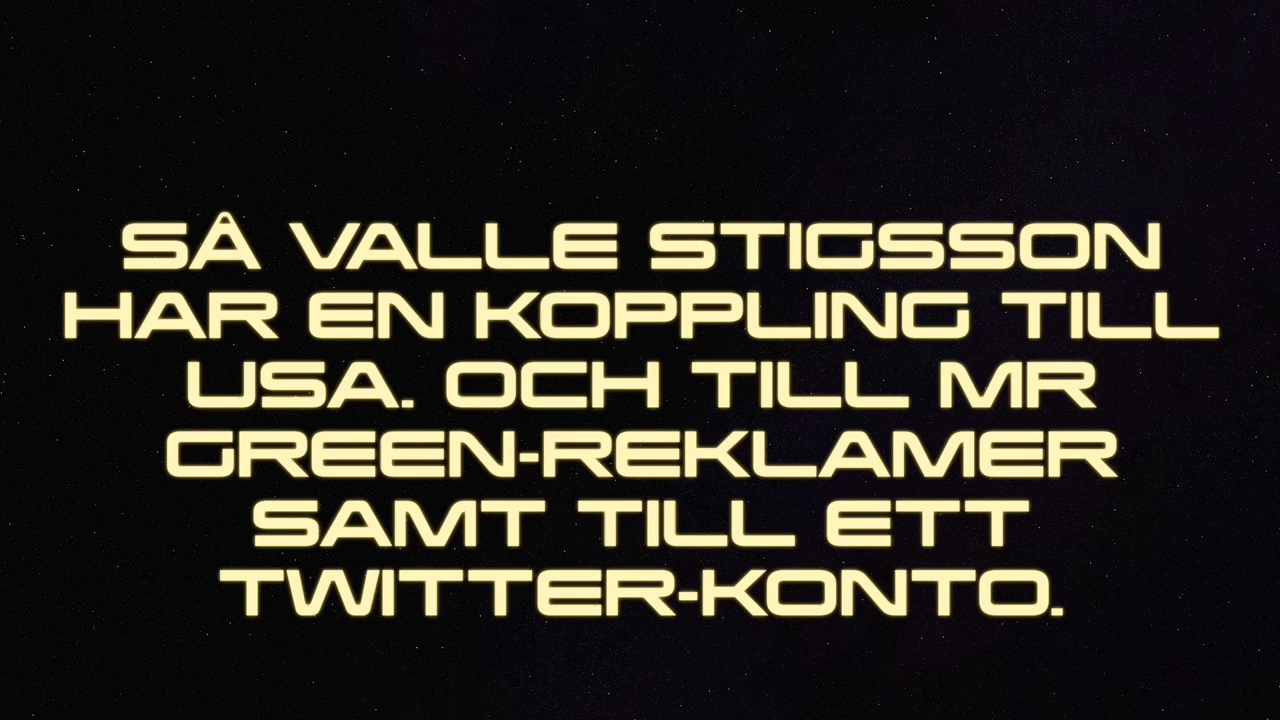 SÅ VALLE STIGSSON
HAR EN KOPPLING TILL
USA. OCH TILL MR
GREEN-REKLAMER
SAMT TILL ETT
TWITTER-KONTO.